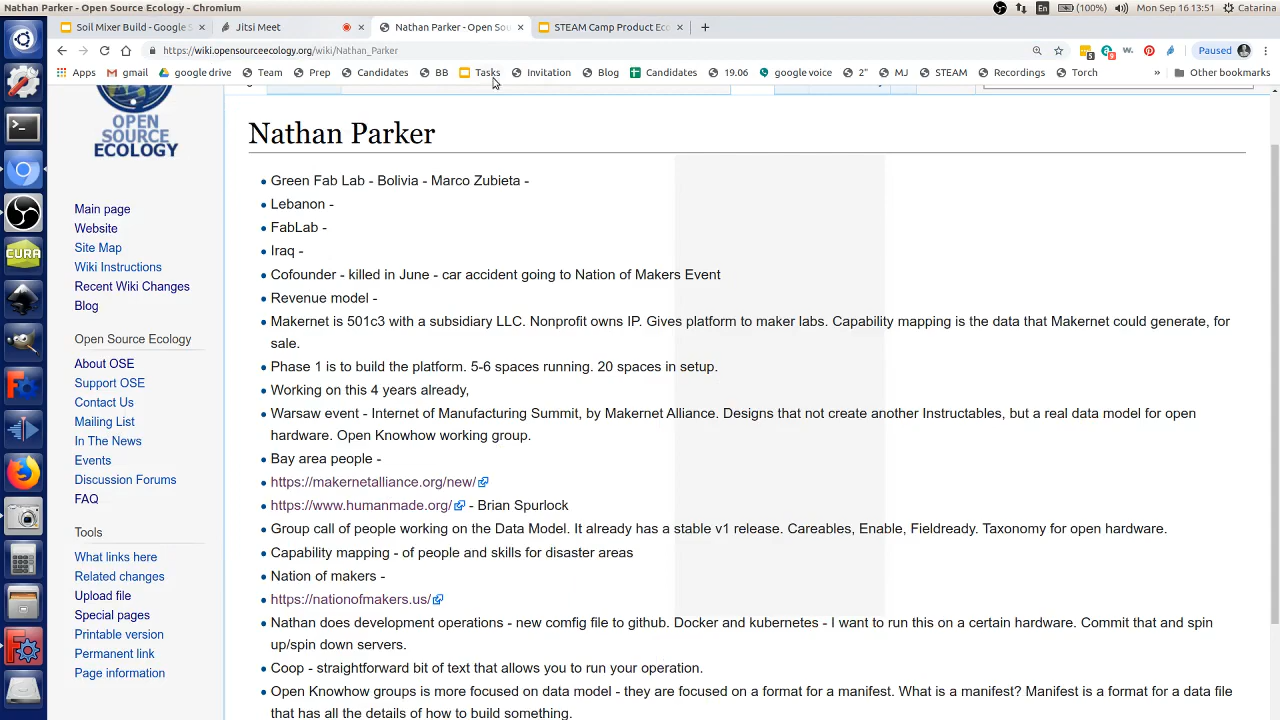 Nathan Parker - Open Source Ecology - Chromium
En (100%) Mon Sep 16 13:51 Catarina
Soil Mixer Build - Google S × Jitsi Meet × Nathan Parker - Open Sou × STEAM Camp Product Ec ×
https://wiki.opensourceecology.org/wiki/Nathan_Parker Paused
Apps gmail google drive Team Prep Candidates BB Tasks Invitation Blog Candidates 19.06 google voice 2" MJ STEAM Recordings Torch » Other bookmarks
OPEN
SOURCE
ECOLOGY
Main page
Website
Site Map
Wiki Instructions
Recent Wiki Changes
Blog
Open Source Ecology
About OSE
Support OSE
Contact Us
Mailing List
In The News
Events
Discussion Forums
FAQ
Tools
What links here
Related changes
Upload file
Special pages
Printable version
Permanent link
Page information
CURA
Nathan Parker
Green Fab Lab - Bolivia - Marco Zubieta -
Lebanon -
FabLab -
Iraq -
Cofounder - killed in June - car accident going to Nation of Makers Event
Revenue model -
Makernet is 501c3 with a subsidiary LLC. Nonprofit owns IP. Gives platform to maker labs. Capability mapping is the data that Makernet could generate, for
sale.
Phase 1 is to build the platform. 5-6 spaces running. 20 spaces in setup.
Working on this 4 years already,
Warsaw event - Internet of Manufacturing Summit, by Makernet Alliance. Designs that not create another Instructables, but a real data model for open
hardware. Open Knowhow working group.
Bay area people -
https://makernetalliance.org/new/
https://www.humanmade.org/ - Brian Spurlock
Group call of people working on the Data Model. It already has a stable v1 release. Careables, Enable, Fieldready. Taxonomy for open hardware.
Capability mapping - of people and skills for disaster areas
Nation of makers -
https://nationofmakers.us/
Nathan does development operations - new comfig file to github. Docker and kubernetes - I want to run this on a certain hardware. Commit that and spin
up/spin down servers.
Coop - straightforward bit of text that allows you to run your operation.
Open Knowhow groups is more focused on data model - they are focused on a format for a manifest. What is a manifest? Manifest is a format for a data file
that has all the details of how to build something.